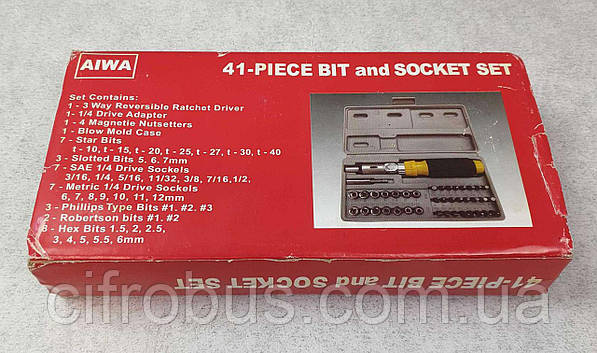 AIWA
41-PIECE BIT and SOCKET SET
Set Contains:
1 - 3 Way Reversible Ratchet Driver
1 - 1/4 Drive Adapter
1 - 4 Magnetie Nutsetters
1 - Blow Mold Case
7 - Star Bits
t - 10, t - 15, t - 20, t - 25, t - 27, t - 30, t - 40
3 - Slotted Bits 5. 6. 7mm
7 - SAE 1/4 Drive Sockets
3/16, 1/4, 5/16, 11/32, 3/8, 7/16,1/2,
7 - Metric 1/4 Drive Sockets
6, 7, 8, 9, 10, 11, 12mm
3 - Phillips Type Bits #1. #2. #3
2 - Robertson bits #1. #2
8 - Hex Bits 1.5, 2, 2.5,
3, 4, 5, 5.5, 6mm
41-PIECE BIT and SOCKET SET
cifrobus.com.ua